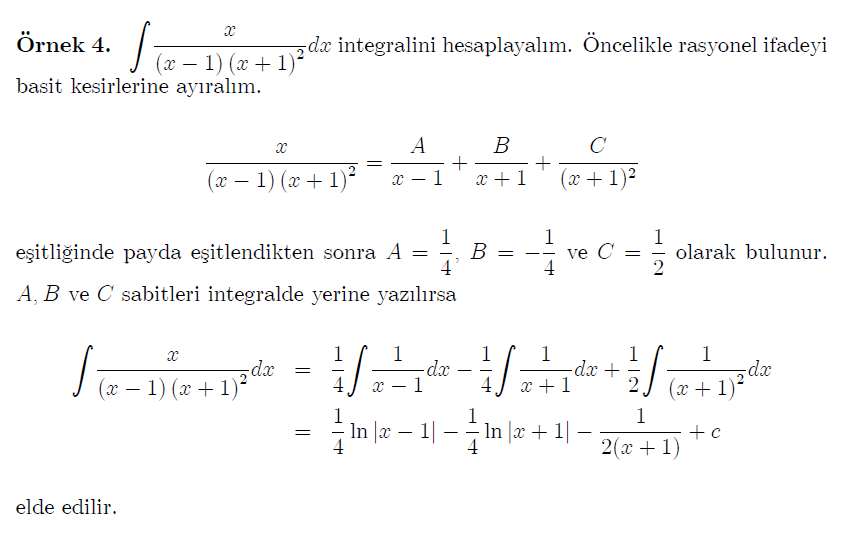 Örnek 4. ∫ x/((x − 1)(x + 1)²) dx integralini hesaplayalım. Öncelikle rasyonel ifadeyi
basit kesirlerine ayıralım.
x/((x − 1)(x + 1)²) = A/(x − 1) + B/(x + 1) + C/(x + 1)²
eşitliğinde payda eşitlendikten sonra A = 1/4, B = −1/4 ve C = 1/2 olarak bulunur.
A, B ve C sabitleri integralde yerine yazılırsa
∫ x/((x − 1)(x + 1)²) dx = 1/4 ∫ 1/(x − 1) dx − 1/4 ∫ 1/(x + 1) dx + 1/2 ∫ 1/(x + 1)² dx
= 1/4 ln |x − 1| − 1/4 ln |x + 1| − 1/(2(x + 1)) + c
elde edilir.